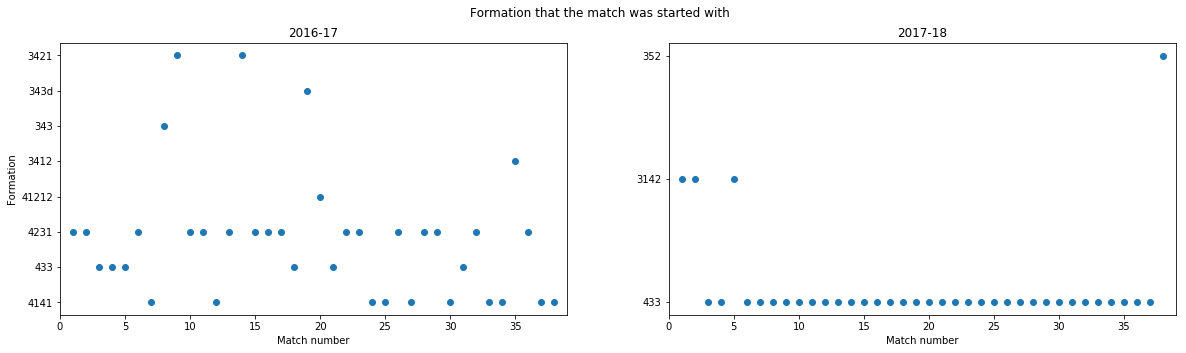 Formation that the match was started with
2016-17
2017-18
Formation
3421
343d
343
3412
41212
4231
433
4141
0 5 10 15 20 25 30 35
Match number
352
3142
433
0 5 10 15 20 25 30 35
Match number